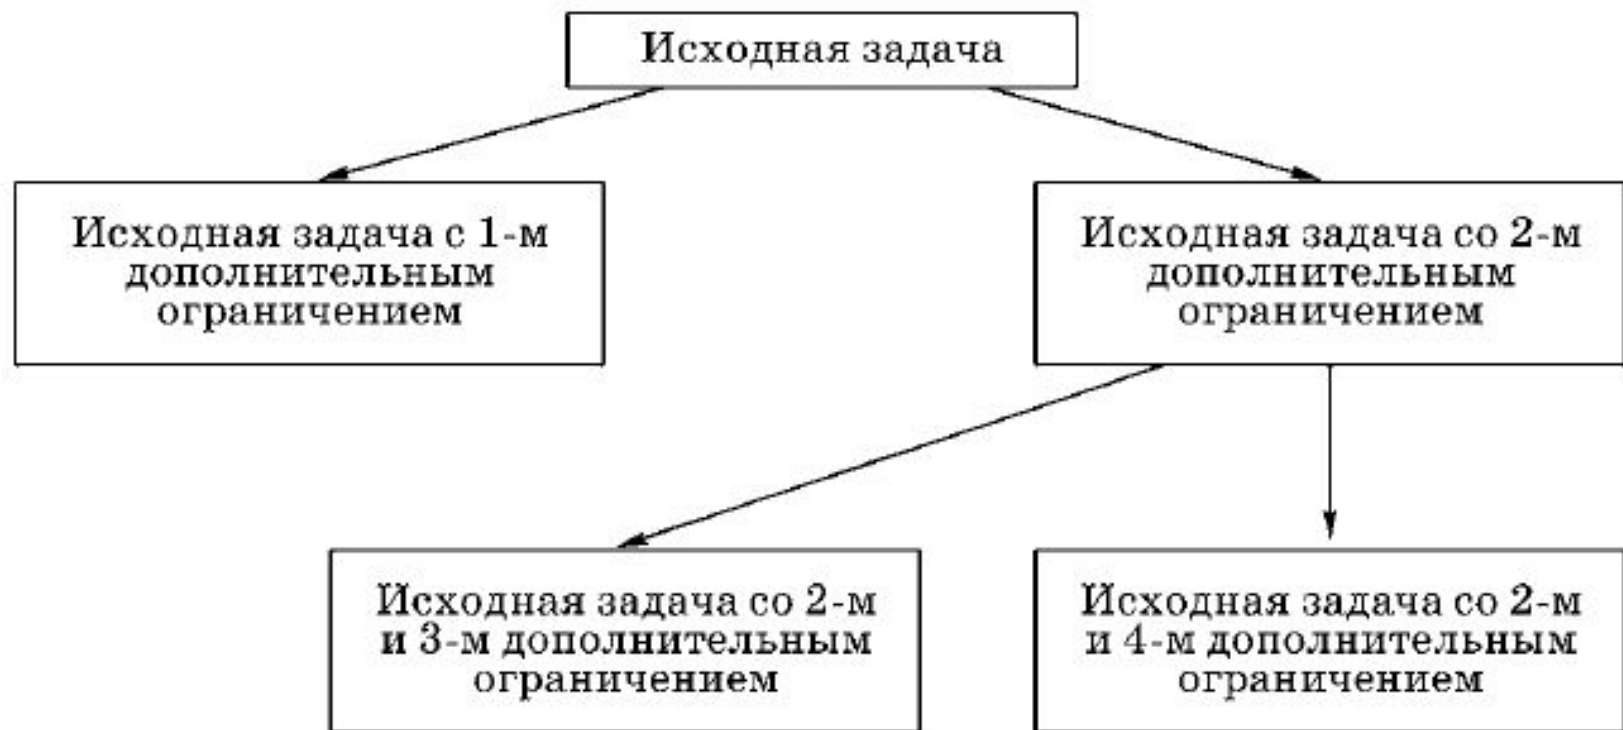 Исходная задача
Исходная задача с 1-м
дополнительным
ограничением
Исходная задача со 2-м
дополнительным
ограничением
Исходная задача со 2-м
и 3-м дополнительным
ограничением
Исходная задача со 2-м
и 4-м дополнительным
ограничением